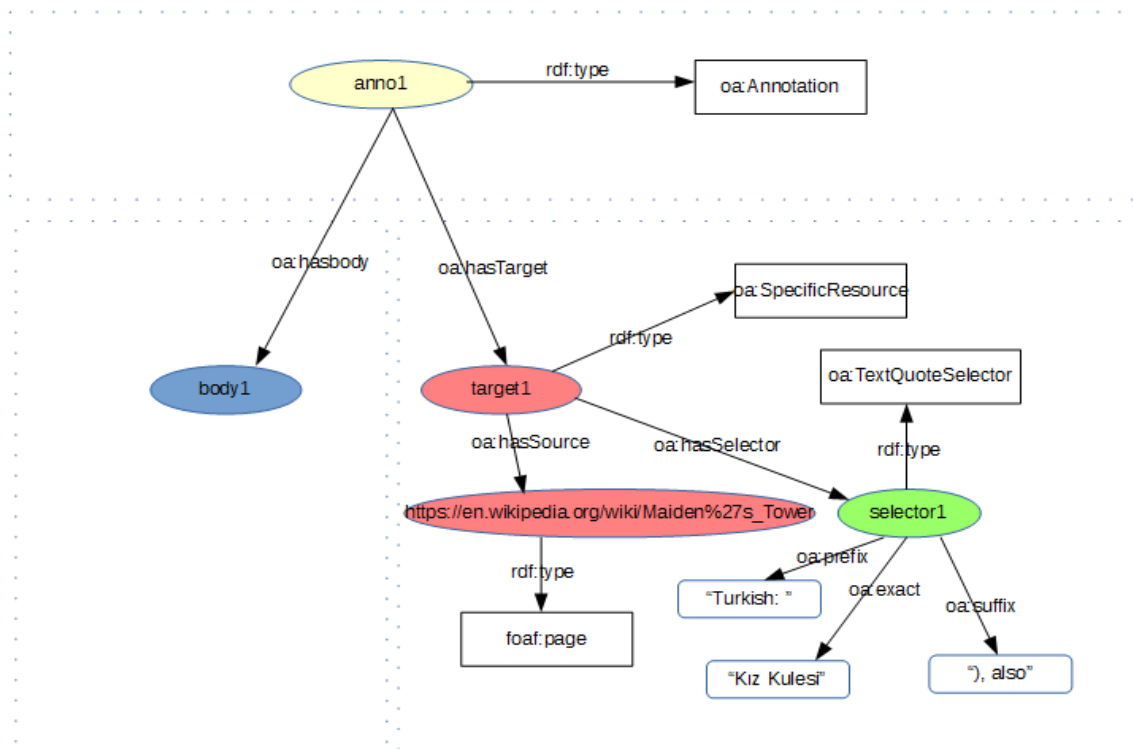 anno1
rdf:type
oa:Annotation
oa:hasbody
oa:hasTarget
oa:SpecificResource
rdf:type
body1
target1
oa:TextQuoteSelector
oa:hasSource
oa:hasSelector
rdf:type
https://en.wikipedia.org/wiki/Maiden%27s_Tower
selector1
rdf:type
oa:prefix
oa:exact
oa:suffix
“Turkish: ”
foaf:page
“Kız Kulesi”
“), also”